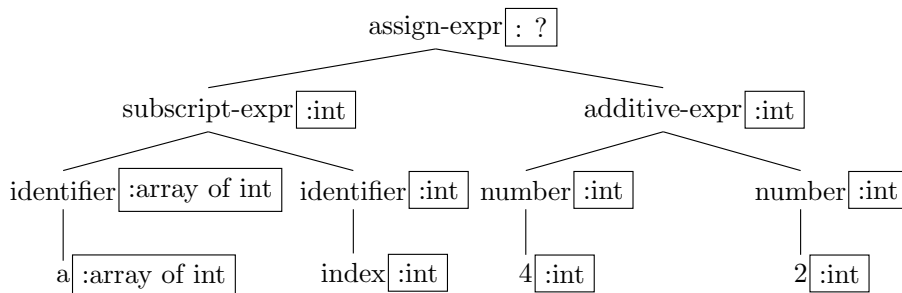 assign-expr : ?
subscript-expr :int additive-expr :int
identifier :array of int identifier :int number :int number :int
a :array of int index :int 4 :int 2 :int